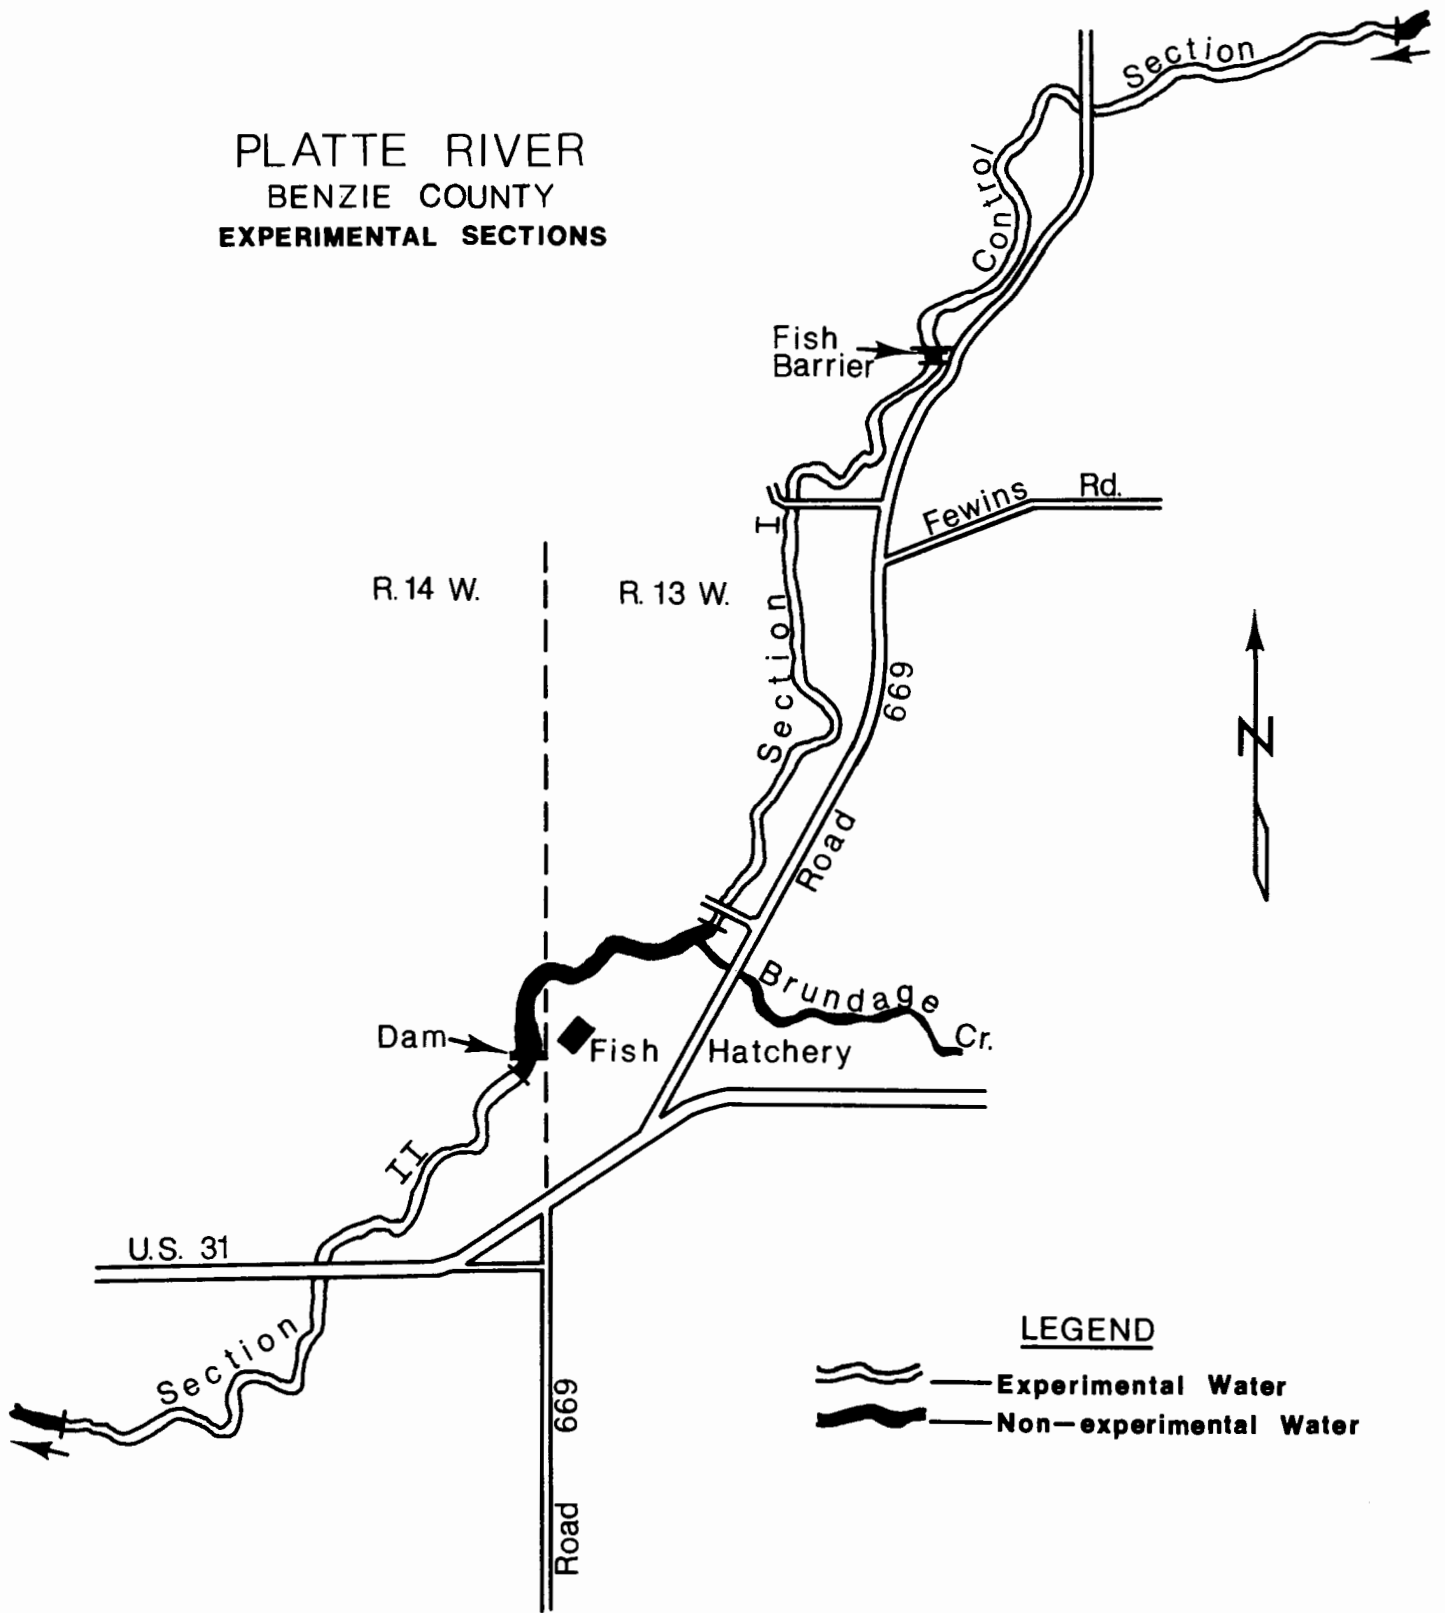 PLATTE RIVER
BENZIE COUNTY
EXPERIMENTAL SECTIONS
Control Section
Fish
Barrier
Fewins Rd.
R. 14 W.
R. 13 W.
Section I
Road 669
Brundage Cr.
Dam
Fish Hatchery
Section II
U.S. 31
Road 669
N
LEGEND
Experimental Water
Non-experimental Water